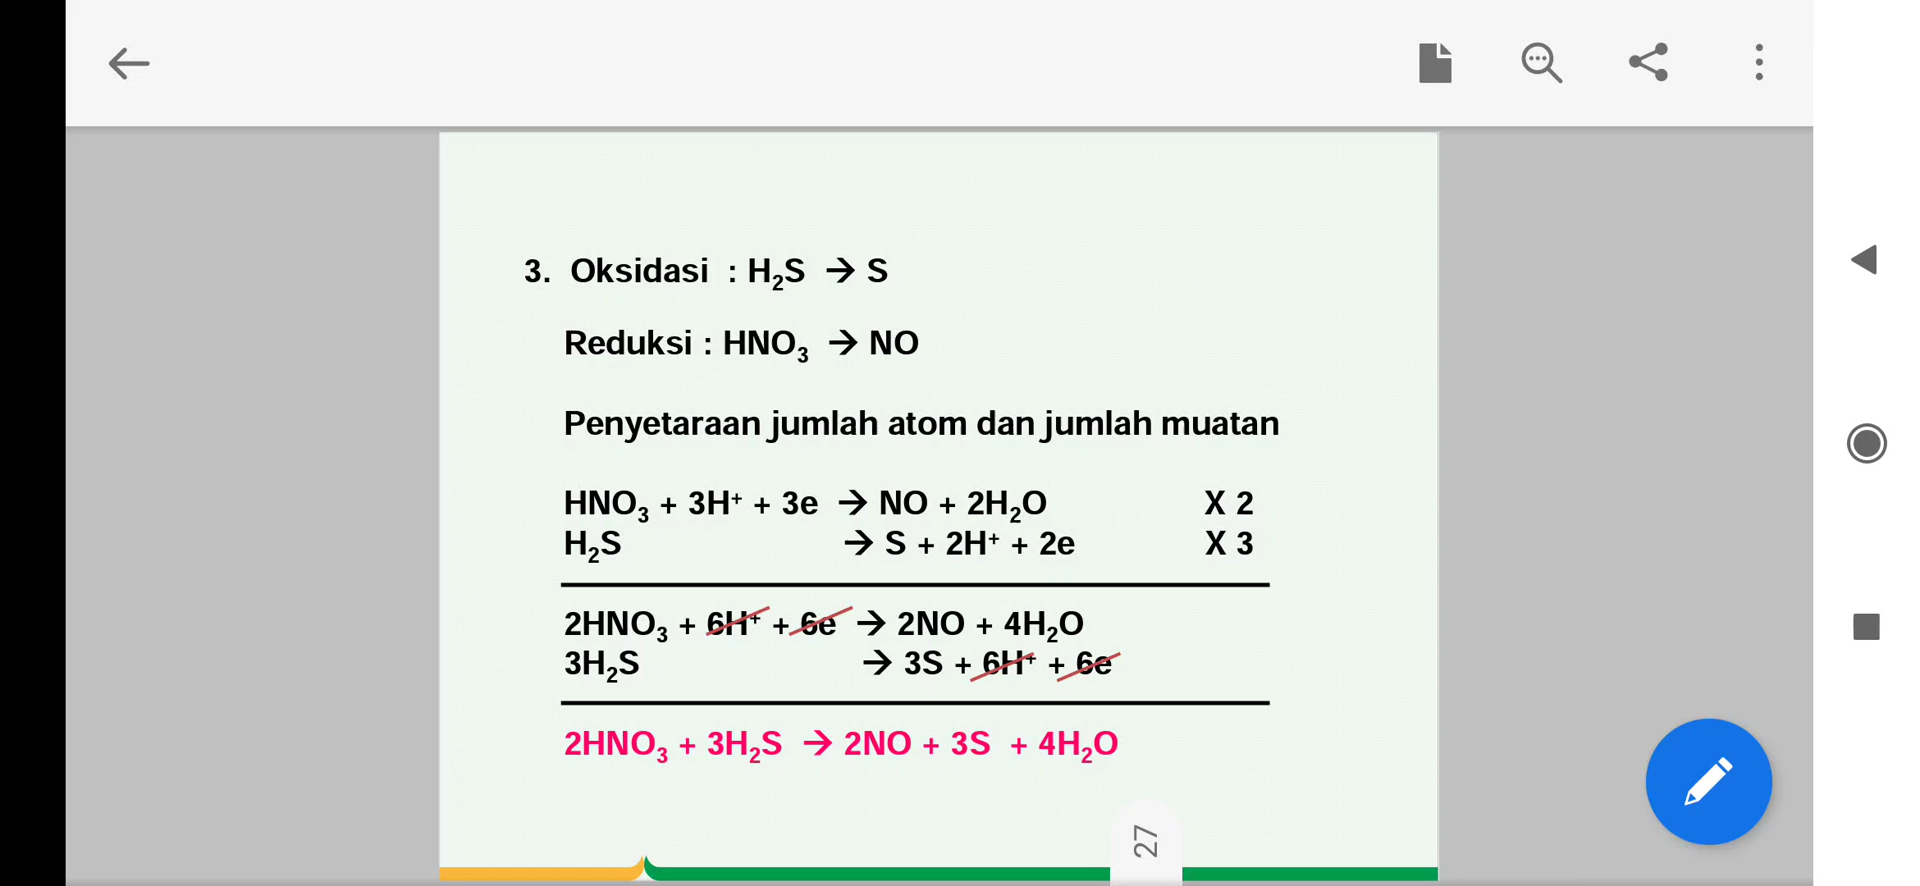 3. Oksidasi : H₂S → S
Reduksi : HNO₃ → NO
Penyetaraan jumlah atom dan jumlah muatan
HNO₃ + 3H⁺ + 3e → NO + 2H₂O X 2
H₂S → S + 2H⁺ + 2e X 3
2HNO₃ + 6H⁺ + 6e → 2NO + 4H₂O
3H₂S → 3S + 6H⁺ + 6e
2HNO₃ + 3H₂S → 2NO + 3S + 4H₂O
27